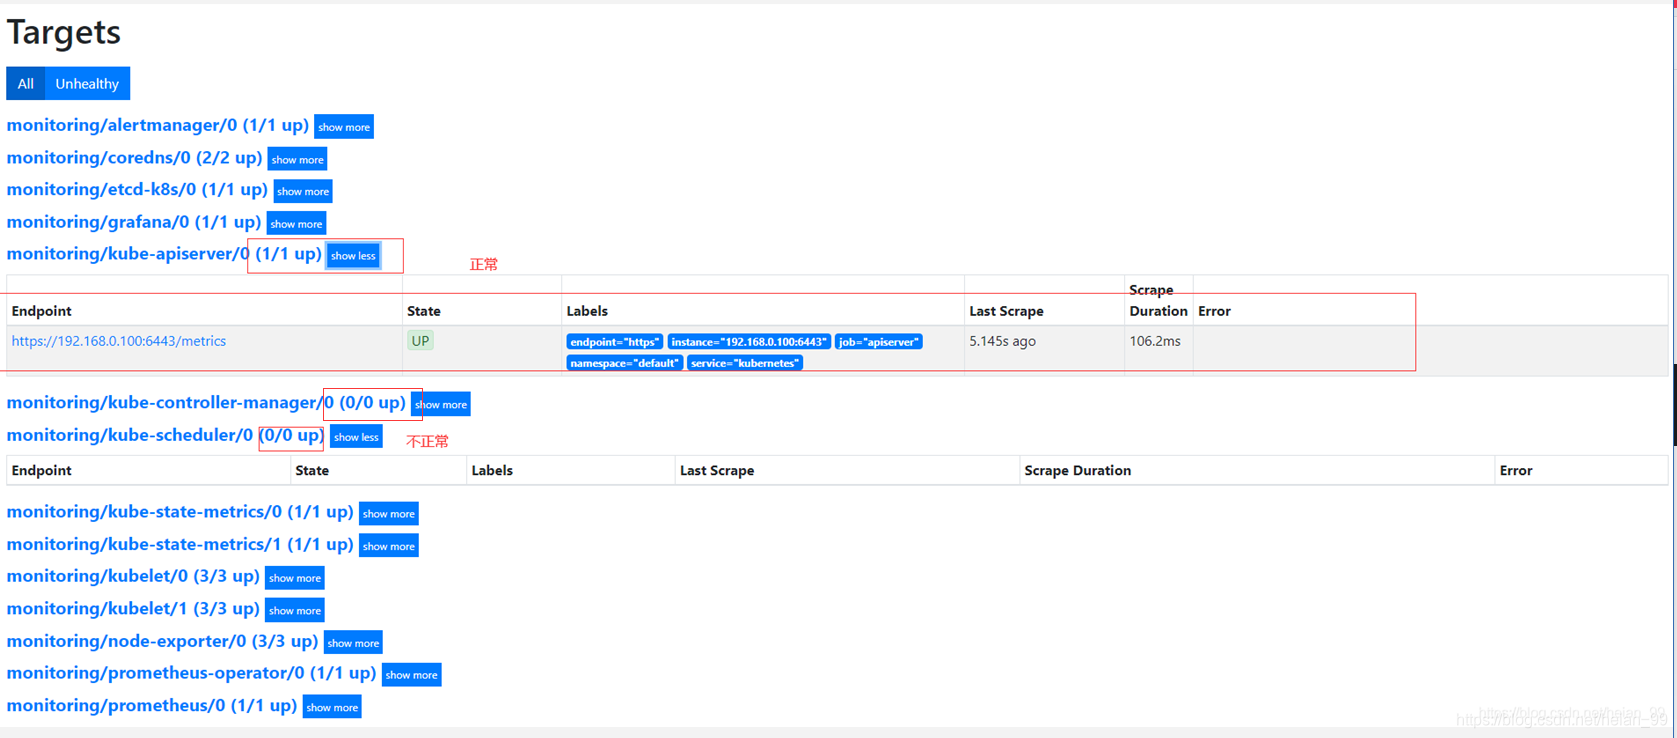 Targets
All Unhealthy
monitoring/alertmanager/0 (1/1 up) show more
monitoring/coredns/0 (2/2 up) show more
monitoring/etcd-k8s/0 (1/1 up) show more
monitoring/grafana/0 (1/1 up) show more
monitoring/kube-apiserver/0 (1/1 up) show less
正常
Endpoint State Labels Last Scrape Scrape Duration Error
https://192.168.0.100:6443/metrics UP endpoint="https" instance="192.168.0.100:6443" job="apiserver" 5.145s ago 106.2ms
namespace="default" service="kubernetes"
monitoring/kube-controller-manager/0 (0/0 up) show more
monitoring/kube-scheduler/0 (0/0 up) show less 不正常
Endpoint State Labels Last Scrape Scrape Duration Error
monitoring/kube-state-metrics/0 (1/1 up) show more
monitoring/kube-state-metrics/1 (1/1 up) show more
monitoring/kubelet/0 (3/3 up) show more
monitoring/kubelet/1 (3/3 up) show more
monitoring/node-exporter/0 (3/3 up) show more
monitoring/prometheus-operator/0 (1/1 up) show more
monitoring/prometheus/0 (1/1 up) show more
https://blog.csdn.net/heian_99
https://blog.csdn.net/heian_99